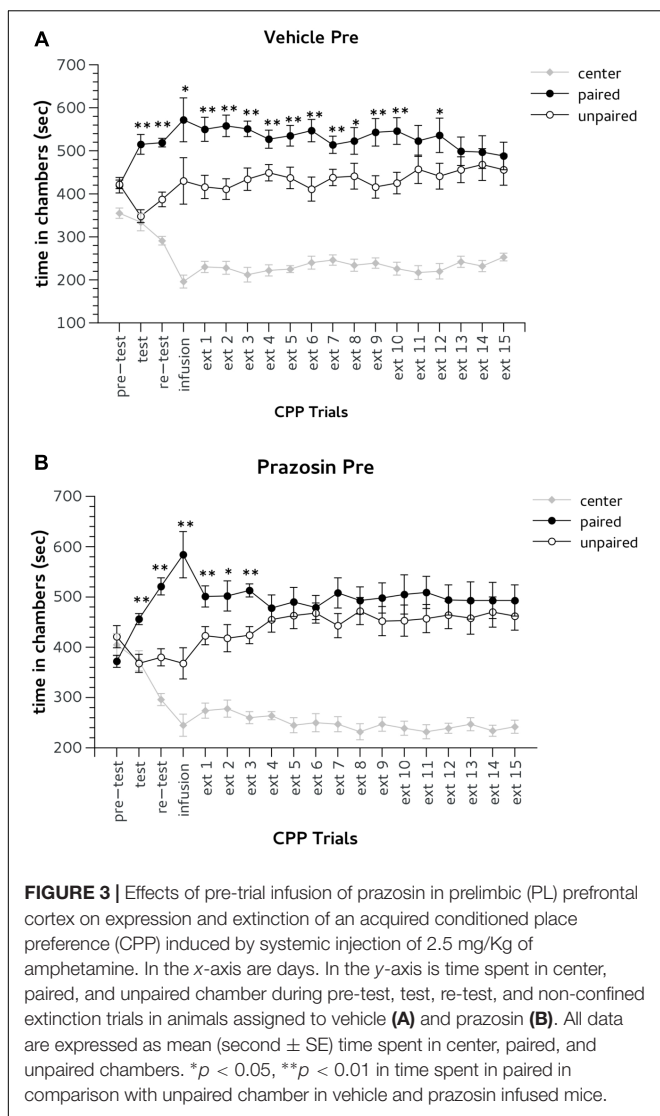 A
Vehicle Pre
700
600
500
400
300
200
100
time in chambers (sec)
center
paired
unpaired
*
** ** ** ** ** ** ** ** ** * ** ** *
pre−test
test
re−test
infusion
ext 1
ext 2
ext 3
ext 4
ext 5
ext 6
ext 7
ext 8
ext 9
ext 10
ext 11
ext 12
ext 13
ext 14
ext 15
CPP Trials
B
Prazosin Pre
700
600
500
400
300
200
time in chambers (sec)
center
paired
unpaired
**
** ** ** * **
pre−test
test
re−test
infusion
ext 1
ext 2
ext 3
ext 4
ext 5
ext 6
ext 7
ext 8
ext 9
ext 10
ext 11
ext 12
ext 13
ext 14
ext 15
CPP Trials
FIGURE 3 | Effects of pre-trial infusion of prazosin in prelimbic (PL) prefrontal
cortex on expression and extinction of an acquired conditioned place
preference (CPP) induced by systemic injection of 2.5 mg/Kg of
amphetamine. In the x-axis are days. In the y-axis is time spent in center,
paired, and unpaired chamber during pre-test, test, re-test, and non-confined
extinction trials in animals assigned to vehicle (A) and prazosin (B). All data
are expressed as mean (second ± SE) time spent in center, paired, and
unpaired chambers. *p < 0.05, **p < 0.01 in time spent in paired in
comparison with unpaired chamber in vehicle and prazosin infused mice.